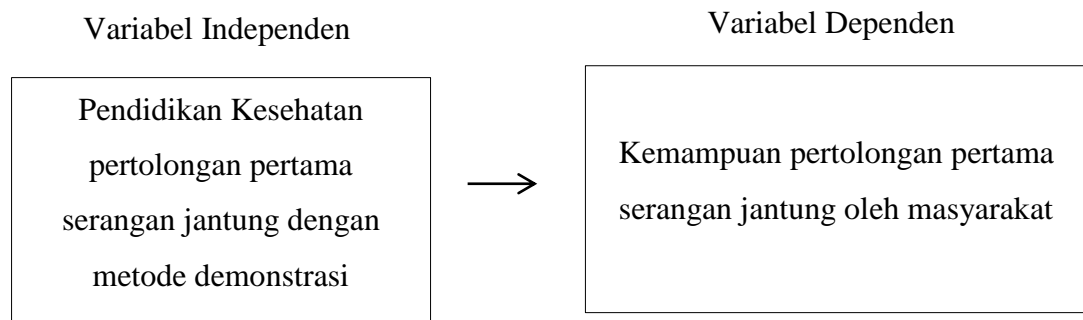 Variabel Independen
Variabel Dependen
Pendidikan Kesehatan
pertolongan pertama
serangan jantung dengan
metode demonstrasi
Kemampuan pertolongan pertama
serangan jantung oleh masyarakat